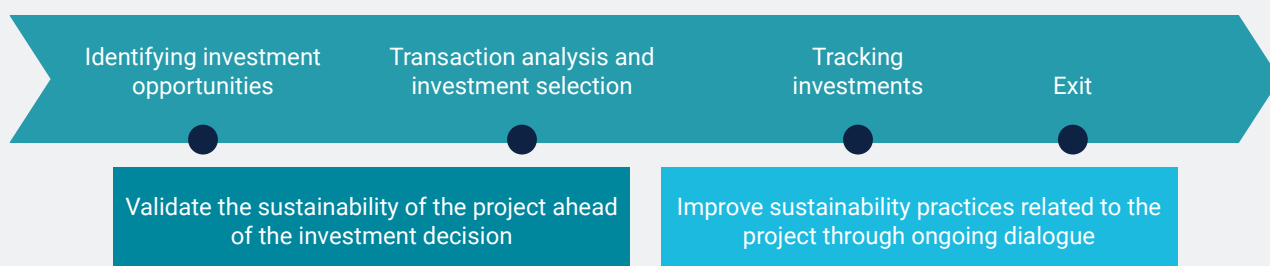 Identifying investment
opportunities
Transaction analysis and
investment selection
Tracking
investments
Exit
Validate the sustainability of the project ahead
of the investment decision
Improve sustainability practices related to the
project through ongoing dialogue